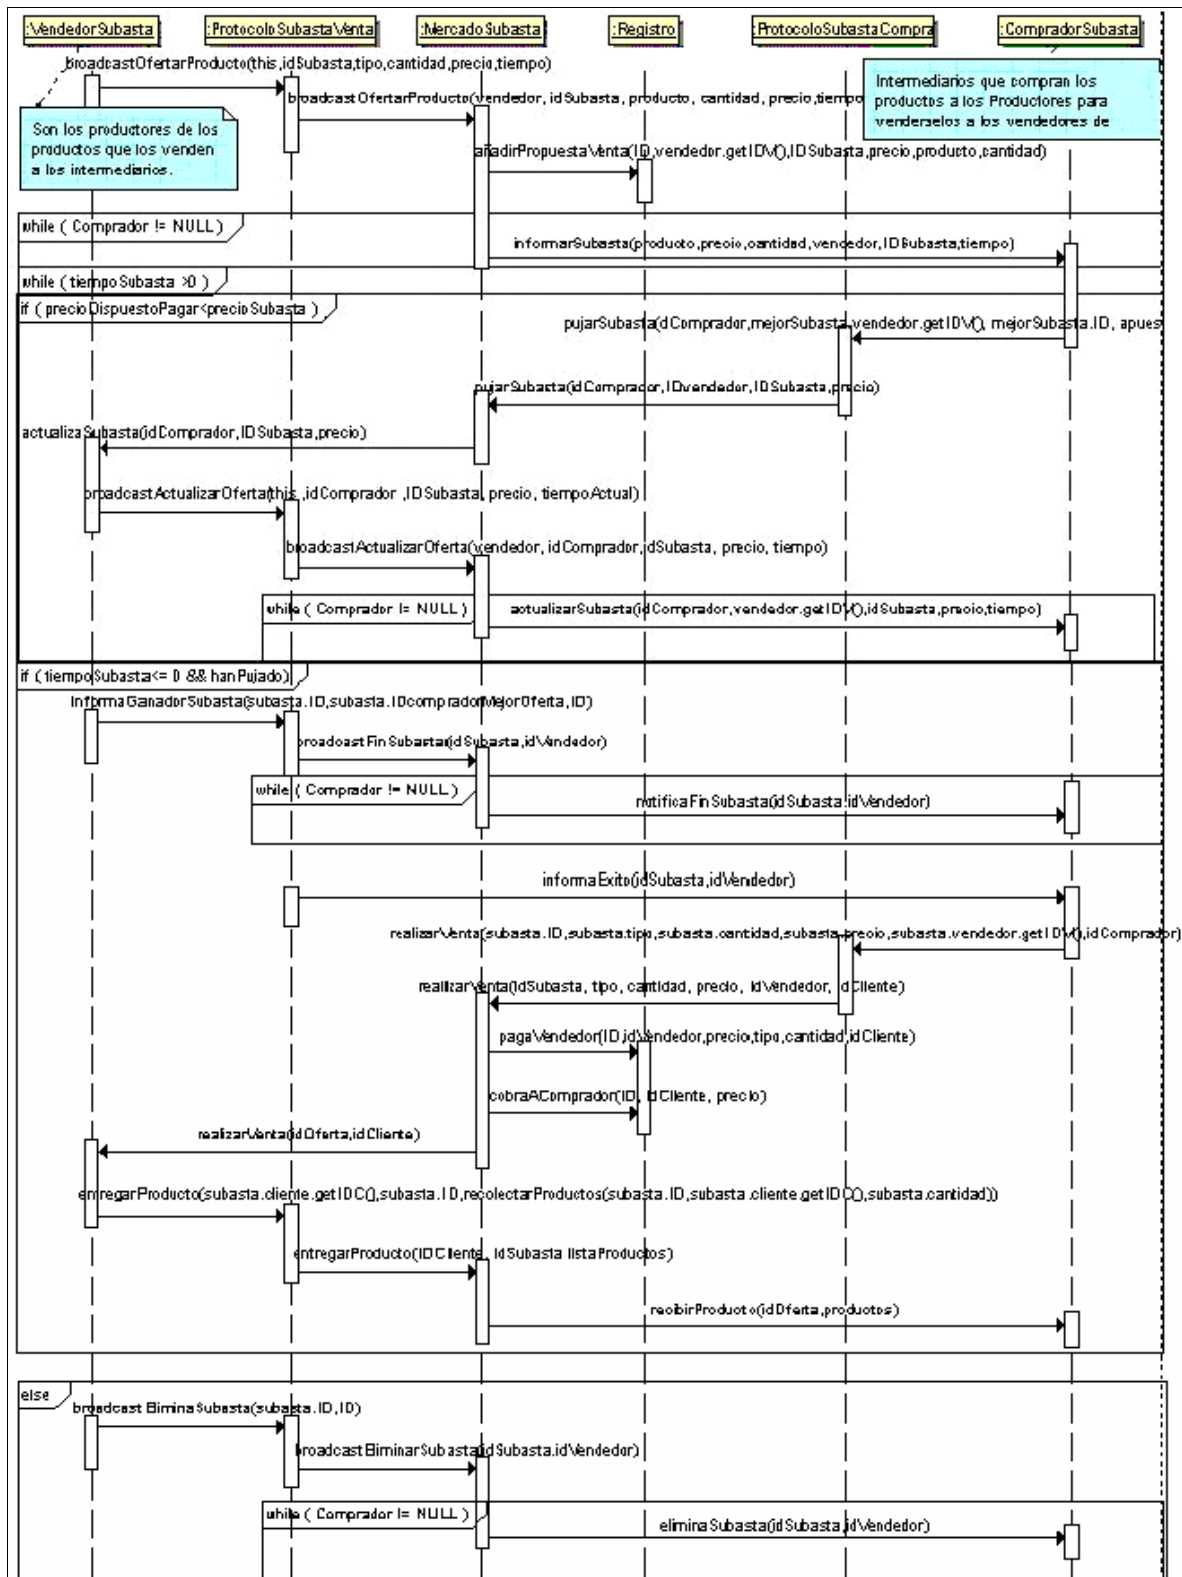 :VendedorSubasta
:ProtocoloSubastaVenta
:MercadoSubasta
:Registro
:ProtocoloSubastaCompra
:CompradorSubasta
broadcastOfertarProducto(this,idSubasta,tipo,cantidad,precio,tiempo)
broadcastOfertarProducto(vendedor, idSubasta, producto, cantidad, precio,tiempo
Intermediarios que compran los
productos a los Productores para
venderselos a los vendedores de
Son los productores de los
productos que los venden
a los intermediarios.
añadirPropuestaVenta(ID,vendedor.getIDV(),IDSubasta,precio,producto,cantidad)
while ( Comprador != NULL )
informarSubasta(producto,precio,cantidad,vendedor,IDSubasta,tiempo)
while ( tiempoSubasta >0 )
if ( precioDispuestoPagar<precioSubasta )
pujarSubasta(idComprador,mejorSubasta.vendedor.getIDV(), mejorSubasta.ID, apues
pujarSubasta(idComprador,IDvendedor,IDSubasta,precio)
actualizaSubasta(idComprador,IDSubasta,precio)
broadcastActualizarOferta(this ,idComprador ,IDSubasta, precio, tiempoActual)
broadcastActualizarOferta(vendedor, idComprador,idSubasta, precio, tiempo)
while ( Comprador != NULL )
actualizarSubasta(idComprador,vendedor.getIDV(),idSubasta,precio,tiempo)
if ( tiempoSubasta<= 0 && hanPujado)
informaGanadorSubasta(subasta.ID,subasta.IDcompradorMejorOferta,ID)
broadcastFinSubastar(idSubasta,idVendedor)
while ( Comprador != NULL )
notificaFinSubasta(idSubasta.idVendedor)
informaExito(idSubasta,idVendedor)
realizarVenta(subasta.ID,subasta.tipo,subasta.cantidad,subasta.precio,subasta.vendedor.getIDV(),idComprador)
realizarVenta(idSubasta, tipo, cantidad, precio, idVendedor, idCliente)
pagaVendedor(ID,idVendedor,precio,tipo,cantidad,idCliente)
cobraAComprador(ID, idCliente, precio)
realizarVenta(idOferta,idCliente)
entregarProducto(subasta.cliente.getIDC(),subasta.ID,recolectarProductos(subasta.ID,subasta.cliente.getIDC(),subasta.cantidad))
entregarProducto(IDCliente, idSubasta listaProductos)
recibirProducto(idOferta,productos)
else
broadcastEliminaSubasta(subasta.ID,ID)
broadcastEliminarSubasta(idSubasta.idVendedor)
while ( Comprador != NULL )
eliminaSubasta(idSubasta,idVendedor)